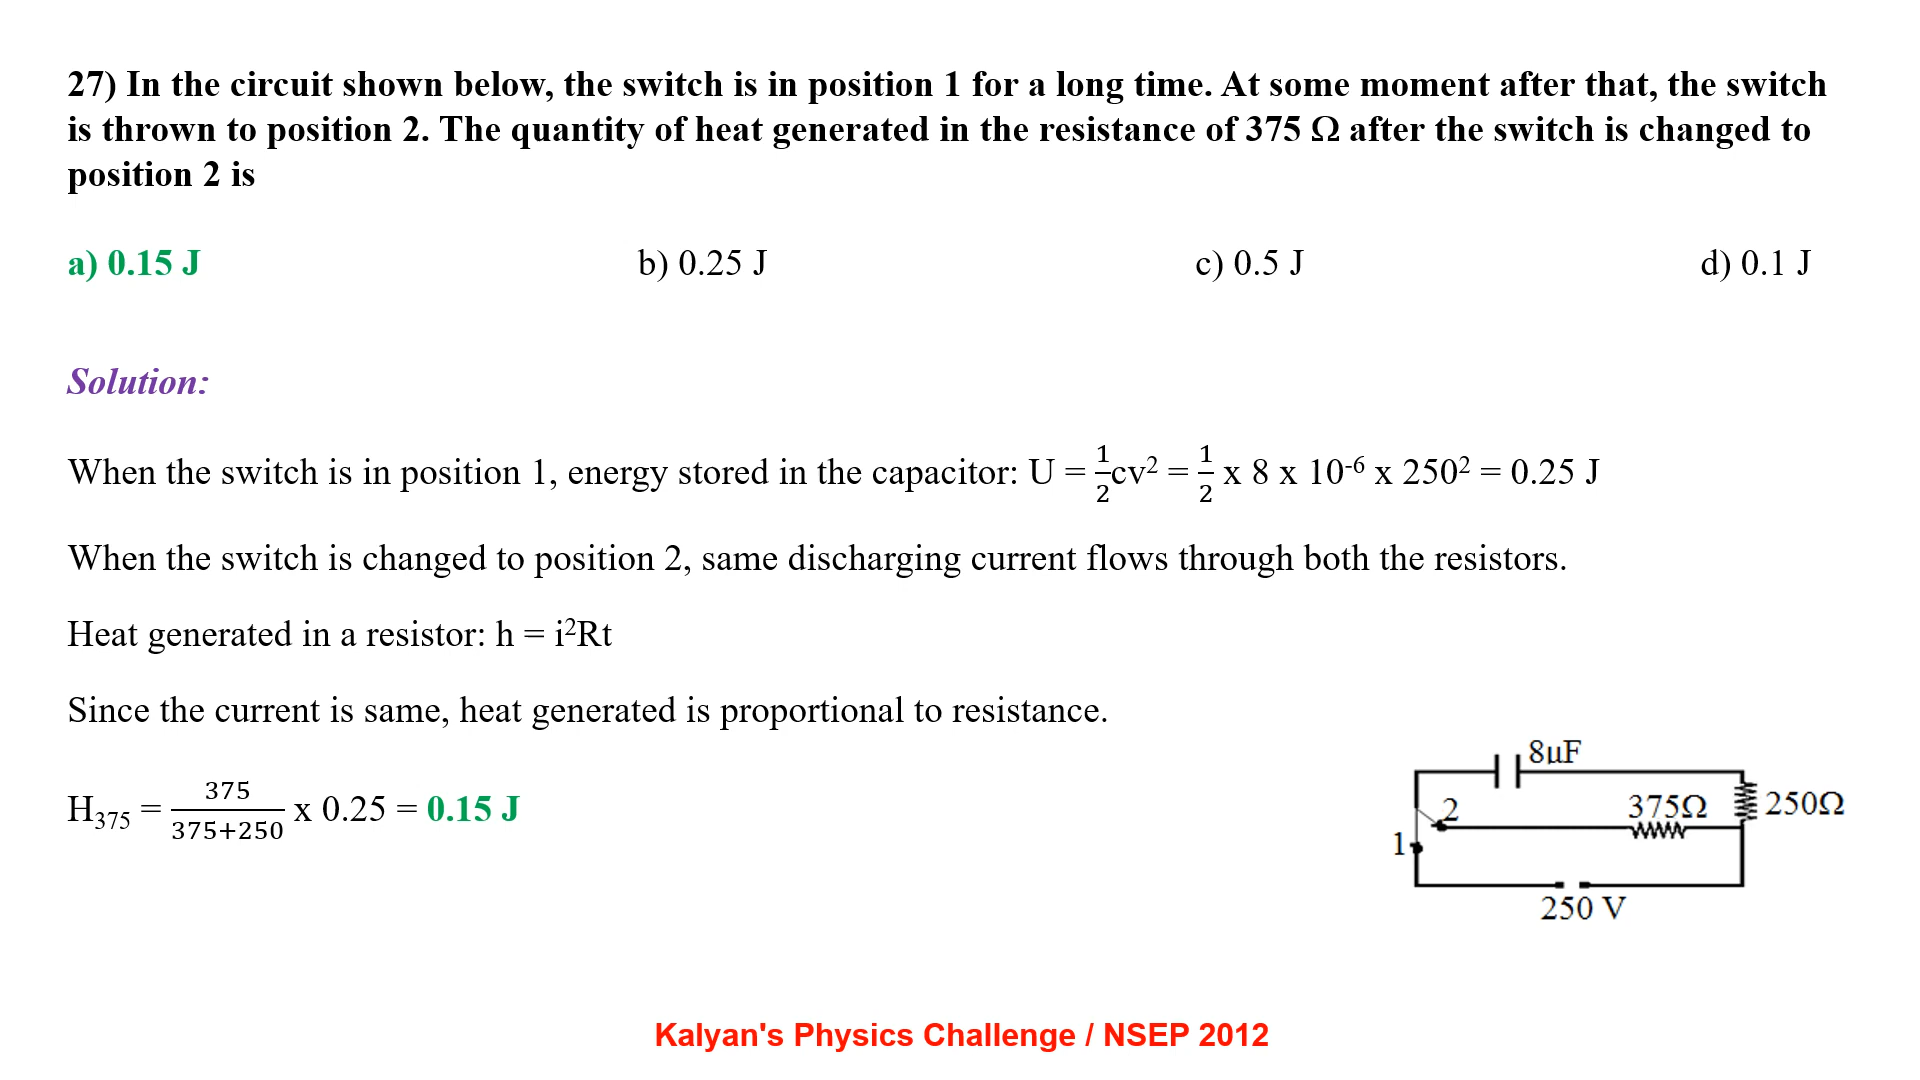 27) In the circuit shown below, the switch is in position 1 for a long time. At some moment after that, the switch
is thrown to position 2. The quantity of heat generated in the resistance of 375 Ω after the switch is changed to
position 2 is
a) 0.15 J b) 0.25 J c) 0.5 J d) 0.1 J
Solution:
When the switch is in position 1, energy stored in the capacitor: U = 1/2 cv² = 1/2 x 8 x 10⁻⁶ x 250² = 0.25 J
When the switch is changed to position 2, same discharging current flows through both the resistors.
Heat generated in a resistor: h = i²Rt
Since the current is same, heat generated is proportional to resistance.
H₃₇₅ = 375/(375+250) x 0.25 = 0.15 J
8μF
2
375Ω
250Ω
1
250 V
Kalyan's Physics Challenge / NSEP 2012